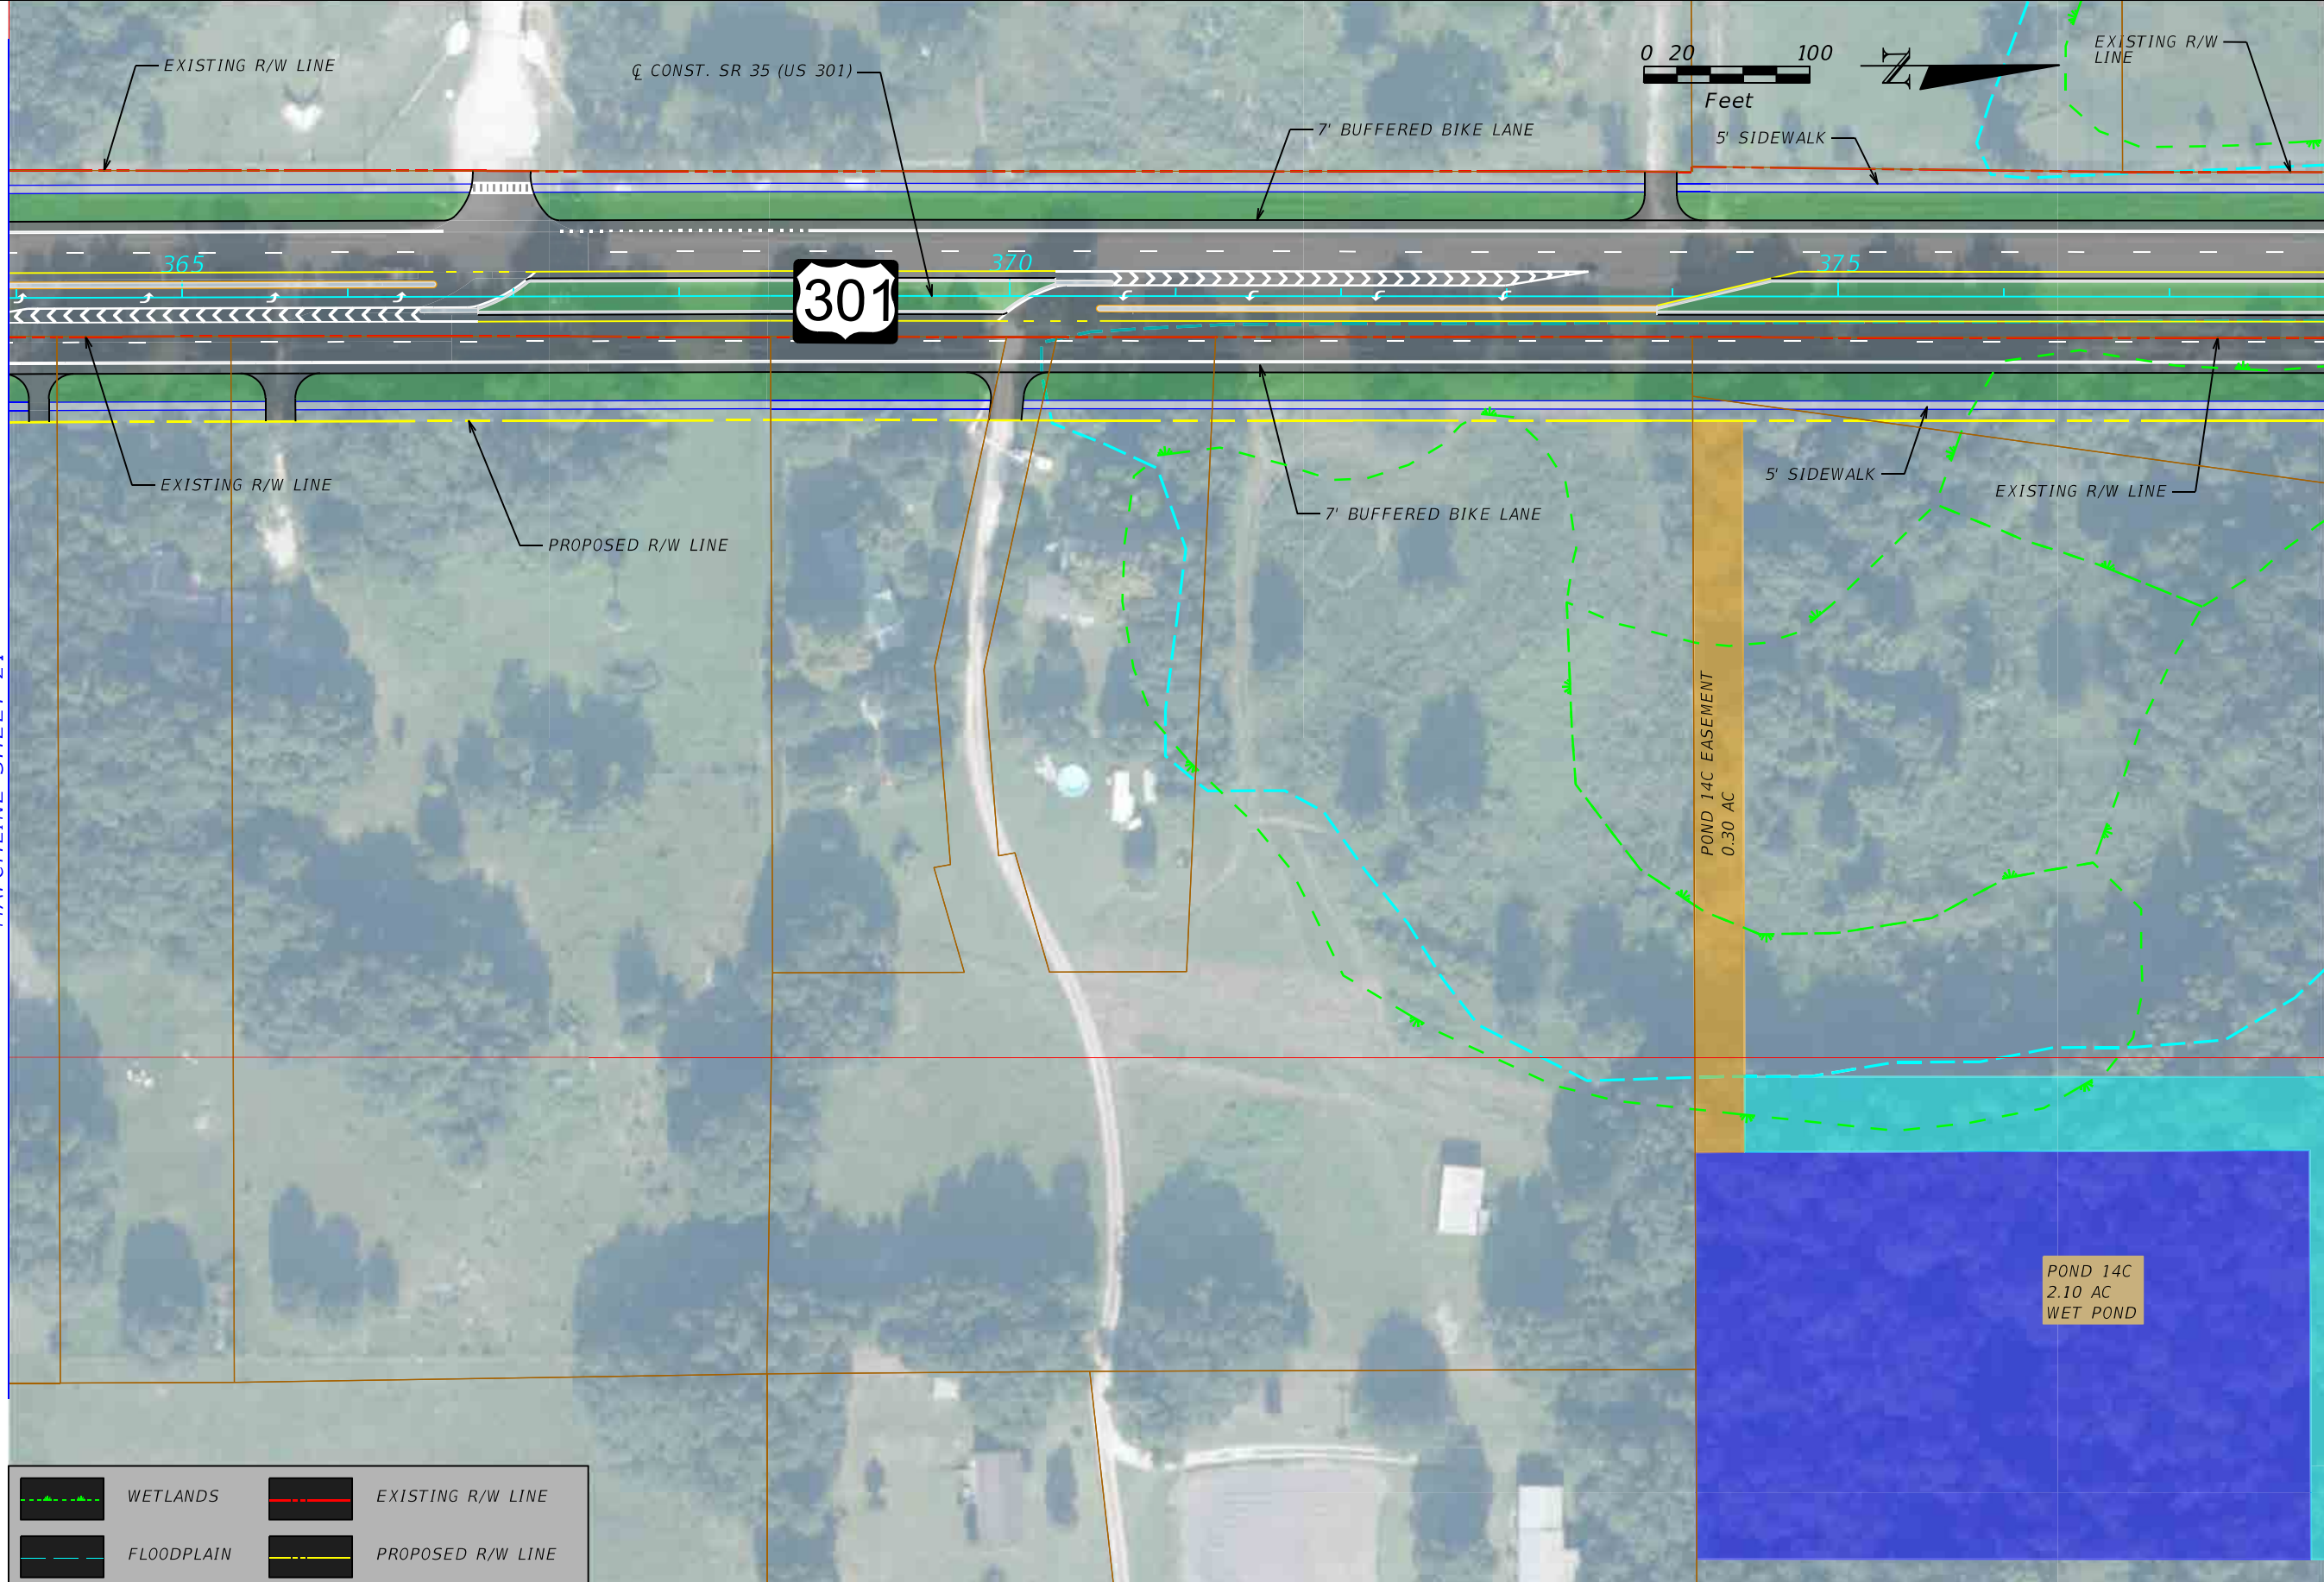 EXISTING R/W LINE
℄ CONST. SR 35 (US 301)
7' BUFFERED BIKE LANE
0 20 100
Feet
N
5' SIDEWALK
EXISTING R/W
LINE
365
370
375
301
EXISTING R/W LINE
PROPOSED R/W LINE
7' BUFFERED BIKE LANE
5' SIDEWALK
EXISTING R/W LINE
POND 14C EASEMENT
0.30 AC
POND 14C
2.10 AC
WET POND
WETLANDS
EXISTING R/W LINE
FLOODPLAIN
PROPOSED R/W LINE